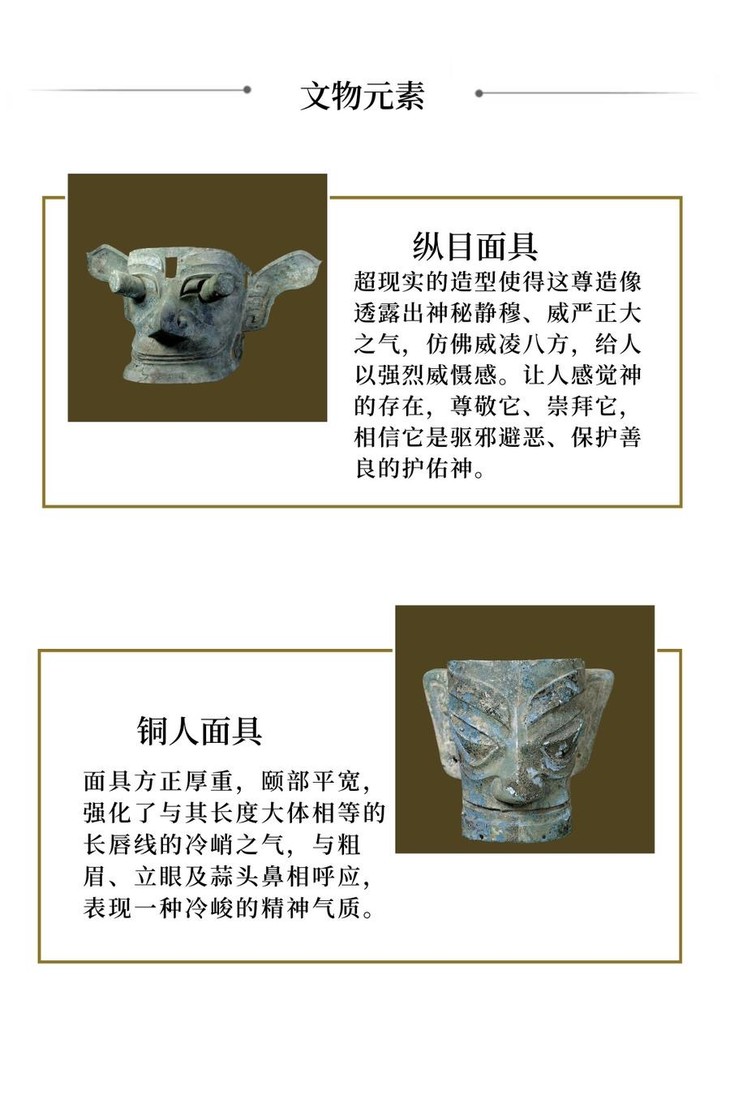 文物元素
纵目面具
超现实的造型使得这尊造像
透露出神秘静穆、威严正大
之气，仿佛威凌八方，给人
以强烈威慑感。让人感觉神
的存在，尊敬它、崇拜它，
相信它是驱邪避恶、保护善
良的护佑神。
铜人面具
面具方正厚重，颐部平宽，
强化了与其长度大体相等的
长唇线的冷峭之气，与粗
眉、立眼及蒜头鼻相呼应，
表现一种冷峻的精神气质。